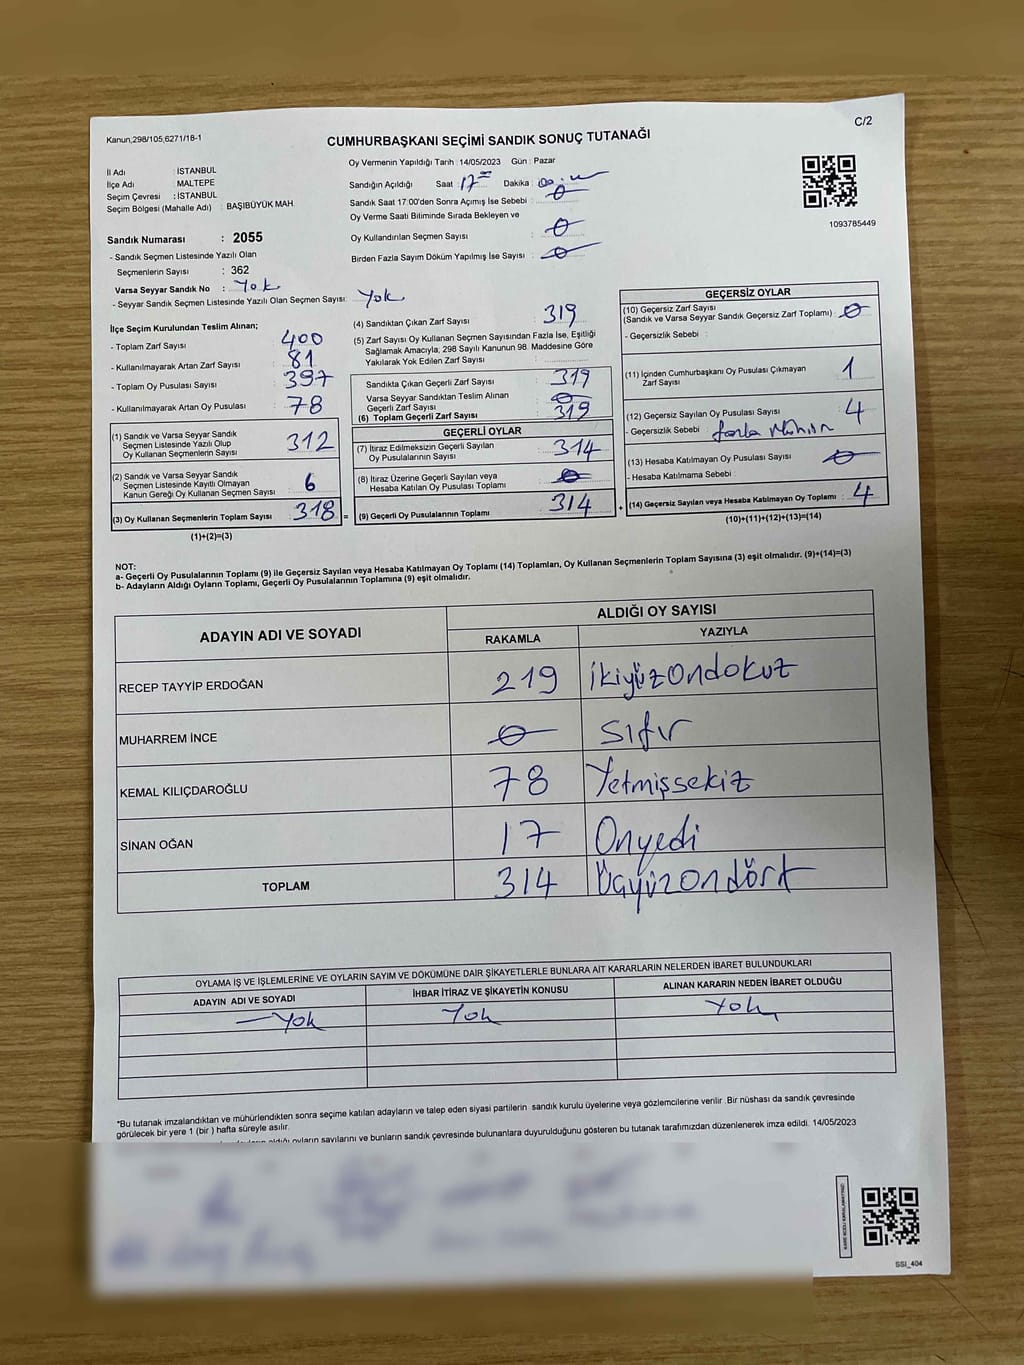 Kanun;298/105;6271/18-1
C/2
CUMHURBAŞKANI SEÇİMİ SANDIK SONUÇ TUTANAĞI
İl Adı : İSTANBUL
İlçe Adı : MALTEPE
Seçim Çevresi : İSTANBUL
Seçim Bölgesi (Mahalle Adı) : BAŞIBÜYÜK MAH.
Sandık Numarası : 2055
- Sandık Seçmen Listesinde Yazılı Olan
Seçmenlerin Sayısı : 362
Varsa Seyyar Sandık No : Yok
- Seyyar Sandık Seçmen Listesinde Yazılı Olan Seçmen Sayısı: Yok
Oy Vermenin Yapıldığı Tarih : 14/05/2023 Gün : Pazar
Sandığın Açıldığı Saat : 17 Dakika :
Sandık Saat 17:00'den Sonra Açımış İse Sebebi : 0
Oy Verme Saati Bitiminde Sırada Bekleyen ve
Oy Kullandırılan Seçmen Sayısı : 0
Birden Fazla Sayım Döküm Yapılmış İse Sayısı : 0
1093785449
İlçe Seçim Kurulundan Teslim Alınan;
- Toplam Zarf Sayısı : 400
- Kullanılmayarak Artan Zarf Sayısı : 81
- Toplam Oy Pusulası Sayısı : 397
- Kullanılmayarak Artan Oy Pusulası : 78
(1) Sandık ve Varsa Seyyar Sandık
Seçmen Listesinde Yazılı Olup
Oy Kullanan Seçmenlerin Sayısı : 312
(2) Sandık ve Varsa Seyyar Sandık
Seçmen Listesinde Kayıtlı Olmayan
Kanun Gereği Oy Kullanan Seçmen Sayısı : 6
(3) Oy Kullanan Seçmenlerin Toplam Sayısı : 318 =
(1)+(2)=(3)
(4) Sandıktan Çıkan Zarf Sayısı : 319
(5) Zarf Sayısı Oy Kullanan Seçmen Sayısından Fazla İse, Eşitliği
Sağlamak Amacıyla, 298 Sayılı Kanunun 98. Maddesine Göre
Yakılarak Yok Edilen Zarf Sayısı :
Sandıkta Çıkan Geçerli Zarf Sayısı : 319
Varsa Seyyar Sandıktan Teslim Alınan
Geçerli Zarf Sayısı : 0
(6) Toplam Geçerli Zarf Sayısı : 319
GEÇERLİ OYLAR
(7) İtiraz Edilmeksizin Geçerli Sayılan
Oy Pusulalarının Sayısı : 314
(8) İtiraz Üzerine Geçerli Sayılan veya
Hesaba Katılan Oy Pusulası Toplamı : 0
(9) Geçerli Oy Pusulalarının Toplamı : 314 +
GEÇERSİZ OYLAR
(10) Geçersiz Zarf Sayısı
(Sandık ve Varsa Seyyar Sandık Geçersiz Zarf Toplamı) : 0
- Geçersizlik Sebebi :
(11) İçinden Cumhurbaşkanı Oy Pusulası Çıkmayan
Zarf Sayısı : 1
(12) Geçersiz Sayılan Oy Pusulası Sayısı : 4
- Geçersizlik Sebebi : fazla Mühür
(13) Hesaba Katılmayan Oy Pusulası Sayısı : 0
- Hesaba Katılmama Sebebi :
(14) Geçersiz Sayılan veya Hesaba Katılmayan Oy Toplamı : 4
(10)+(11)+(12)+(13)=(14)
NOT:
a- Geçerli Oy Pusulalarının Toplamı (9) ile Geçersiz Sayılan veya Hesaba Katılmayan Oy Toplamı (14) Toplamları, Oy Kullanan Seçmenlerin Toplam Sayısına (3) eşit olmalıdır. (9)+(14)=(3)
b- Adayların Aldığı Oyların Toplamı, Geçerli Oy Pusulalarının Toplamına (9) eşit olmalıdır.
ADAYIN ADI VE SOYADI
ALDIĞI OY SAYISI
RAKAMLA YAZIYLA
RECEP TAYYİP ERDOĞAN 219 ikiyüzondokuz
MUHARREM İNCE 0 sıfır
KEMAL KILIÇDAROĞLU 78 Yetmişsekiz
SİNAN OĞAN 17 Onyedi
TOPLAM 314 Üçyüzondört
OYLAMA İŞ VE İŞLEMLERİNE VE OYLARIN SAYIM VE DÖKÜMÜNE DAİR ŞİKAYETLERLE BUNLARA AİT KARARLARIN NELERDEN İBARET BULUNDUKLARI
ADAYIN ADI VE SOYADI İHBAR İTİRAZ VE ŞİKAYETİN KONUSU ALINAN KARARIN NEDEN İBARET OLDUĞU
Yok Yok Yok
*Bu tutanak imzalandıktan ve mühürlendikten sonra seçime katılan adayların ve talep eden siyasi partilerin sandık kurulu üyelerine veya gözlemcilerine verilir .Bir nüshası da sandık çevresinde
görülecek bir yere 1 (bir ) hafta süreyle asılır.
aldığı oyların sayılarını ve bunların sandık çevresinde bulunanlara duyurulduğunu gösteren bu tutanak tarafımızdan düzenlenerek imza edildi. 14/05/2023
SSI_404